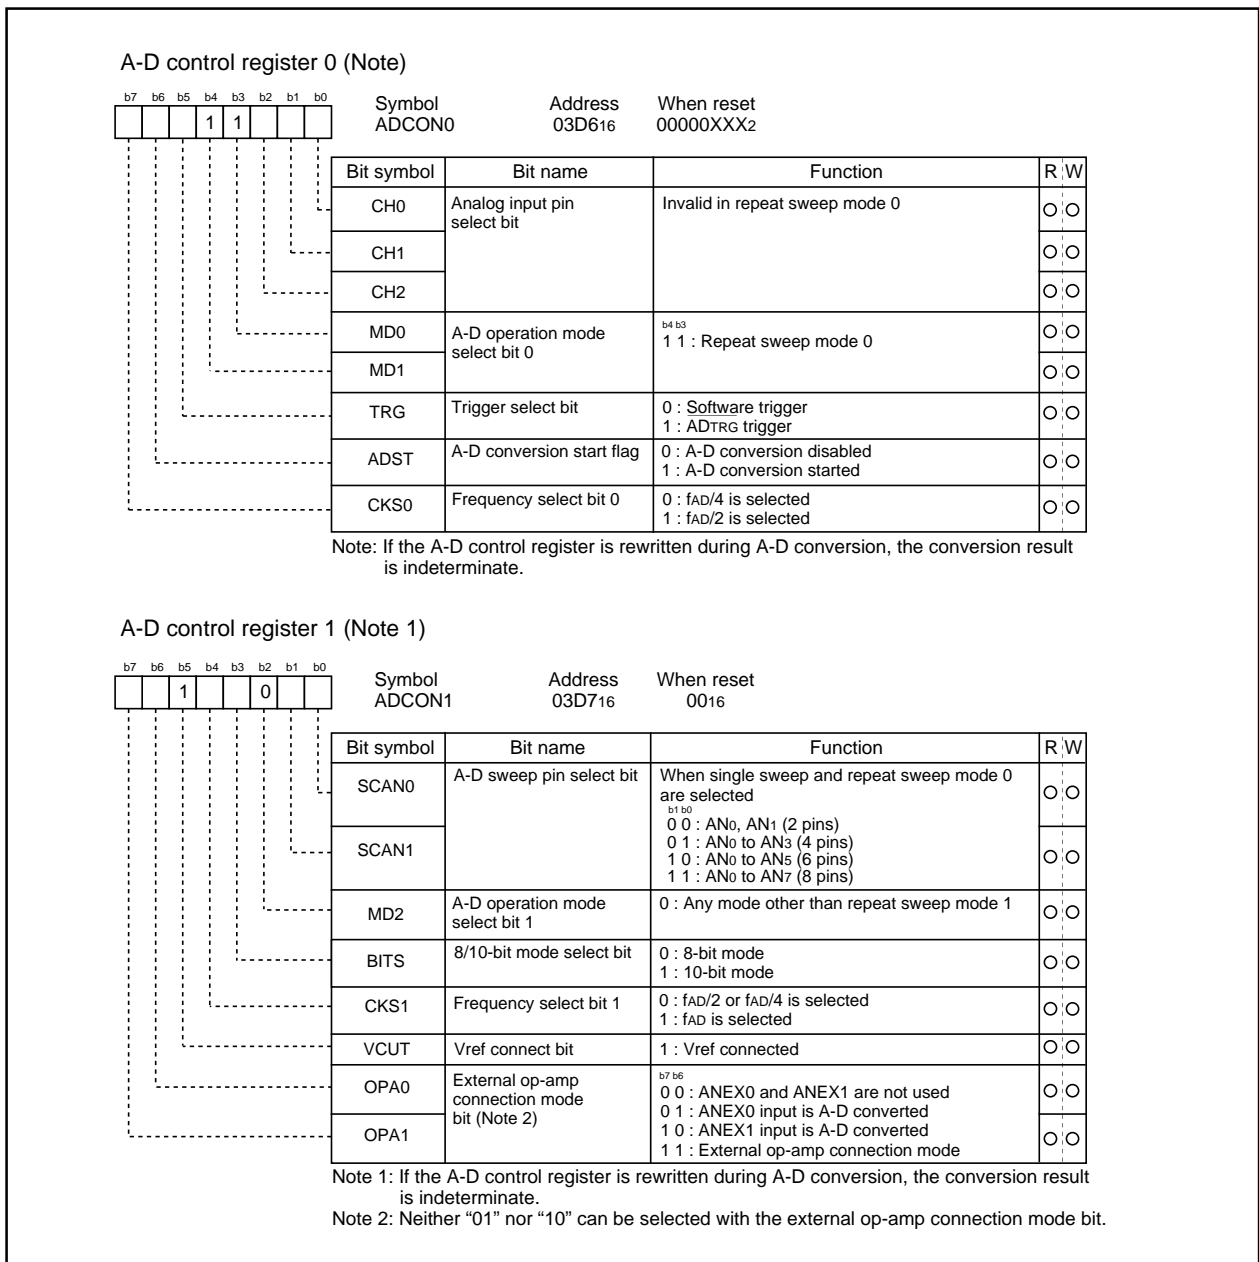 A-D control register 0 (Note)
b7 b6 b5 b4 b3 b2 b1 b0
1 1
Symbol Address When reset
ADCON0 03D616 00000XXX2
Bit symbol Bit name Function R W
CH0 Analog input pin select bit Invalid in repeat sweep mode 0
CH1
CH2
MD0 A-D operation mode select bit 0 b4 b3
1 1 : Repeat sweep mode 0
MD1
TRG Trigger select bit 0 : Software trigger
1 : ADTRG trigger
ADST A-D conversion start flag 0 : A-D conversion disabled
1 : A-D conversion started
CKS0 Frequency select bit 0 0 : fAD/4 is selected
1 : fAD/2 is selected
Note: If the A-D control register is rewritten during A-D conversion, the conversion result
is indeterminate.
A-D control register 1 (Note 1)
b7 b6 b5 b4 b3 b2 b1 b0
1 0
Symbol Address When reset
ADCON1 03D716 0016
Bit symbol Bit name Function R W
SCAN0 A-D sweep pin select bit When single sweep and repeat sweep mode 0
are selected
b1 b0
0 0 : AN0, AN1 (2 pins)
0 1 : AN0 to AN3 (4 pins)
SCAN1
1 0 : AN0 to AN5 (6 pins)
1 1 : AN0 to AN7 (8 pins)
MD2 A-D operation mode select bit 1 0 : Any mode other than repeat sweep mode 1
BITS 8/10-bit mode select bit 0 : 8-bit mode
1 : 10-bit mode
CKS1 Frequency select bit 1 0 : fAD/2 or fAD/4 is selected
1 : fAD is selected
VCUT Vref connect bit 1 : Vref connected
OPA0 External op-amp connection mode bit (Note 2) b7 b6
0 0 : ANEX0 and ANEX1 are not used
0 1 : ANEX0 input is A-D converted
OPA1
1 0 : ANEX1 input is A-D converted
1 1 : External op-amp connection mode
Note 1: If the A-D control register is rewritten during A-D conversion, the conversion result
is indeterminate.
Note 2: Neither “01” nor “10” can be selected with the external op-amp connection mode bit.